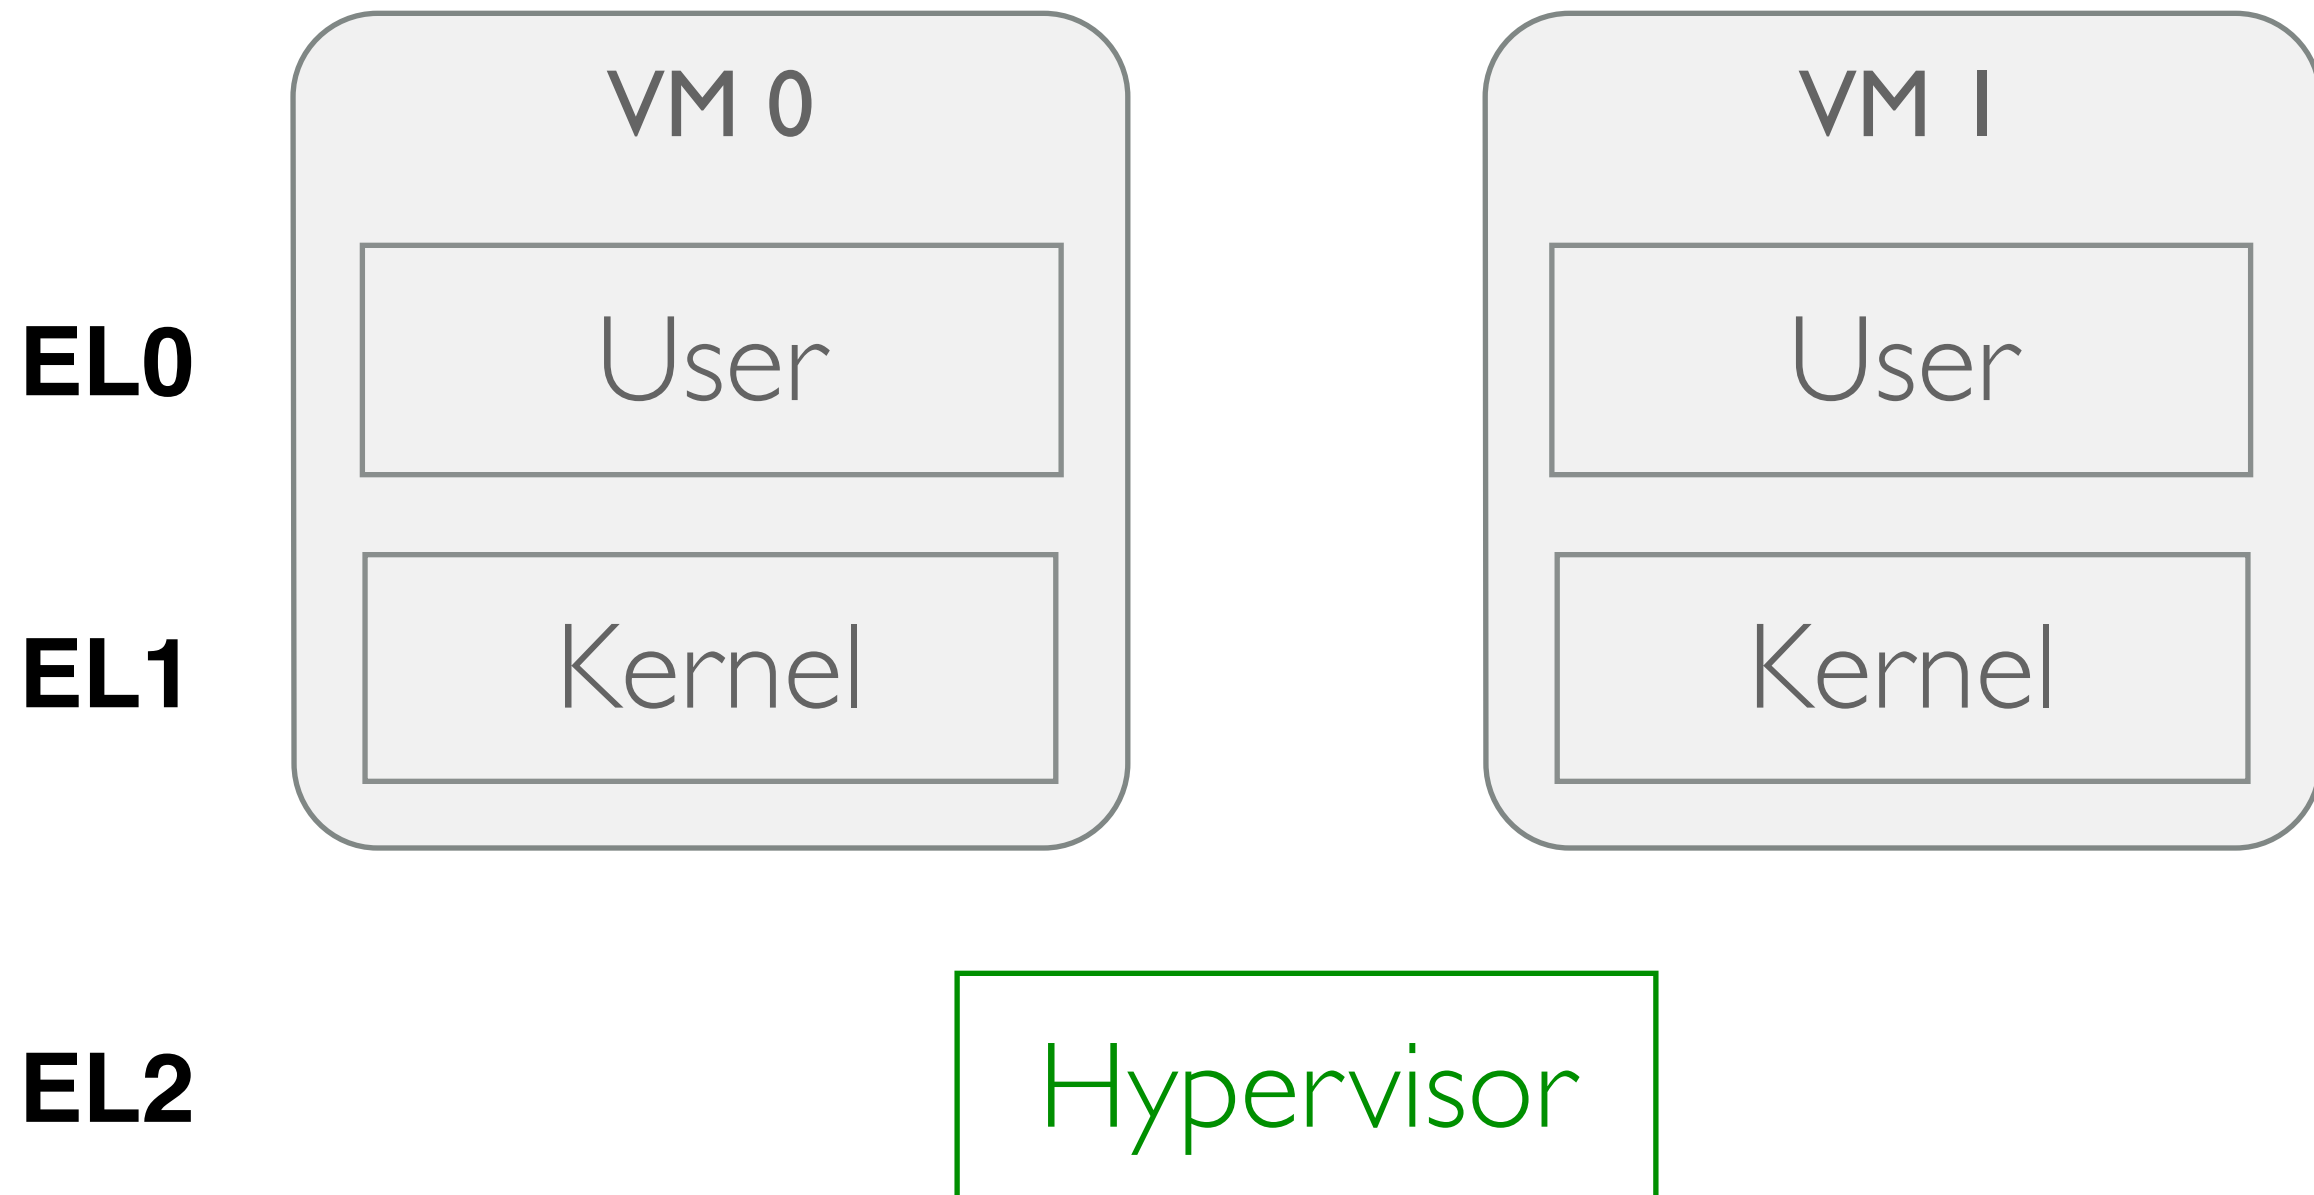 VM 0
VM 1
EL0
User
User
EL1
Kernel
Kernel
EL2
Hypervisor